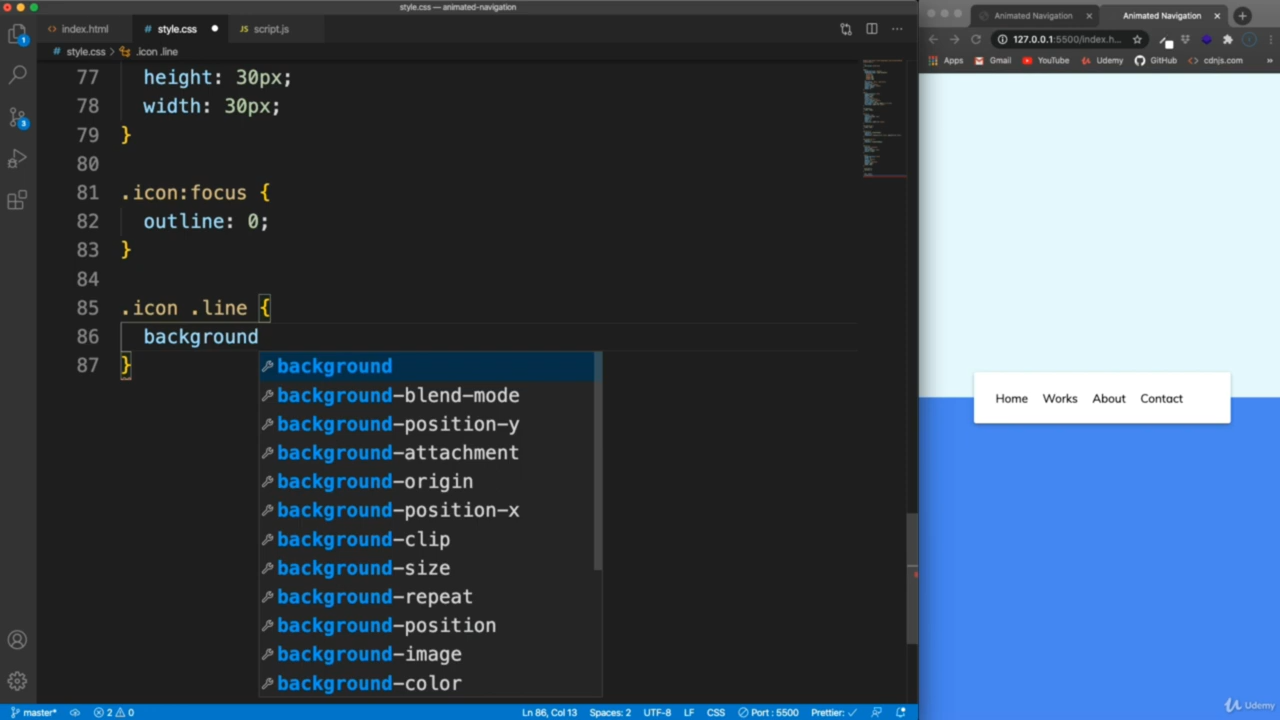 style.css — animated-navigation
index.html
style.css
JS script.js
style.css > .icon .line
77 height: 30px;
78 width: 30px;
79 }
80
81 .icon:focus {
82 outline: 0;
83 }
84
85 .icon .line {
86 background
87 }
background
background-blend-mode
background-position-y
background-attachment
background-origin
background-position-x
background-clip
background-size
background-repeat
background-position
background-image
background-color
1
3
master* 2 0 Ln 86, Col 13 Spaces: 2 UTF-8 LF CSS Port : 5500 Prettier: ✓
Animated Navigation × Animated Navigation ×
127.0.0.1:5500/index.h...
Apps Gmail YouTube Udemy GitHub cdnjs.com »
Home Works About Contact
Udemy